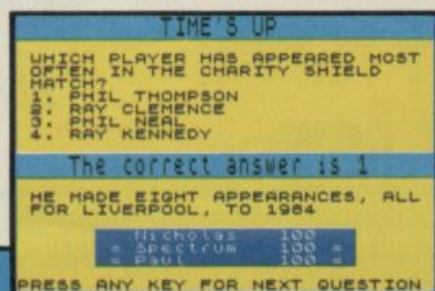 TIME'S UP
WHICH PLAYER HAS APPEARED MOST
OFTEN IN THE CHARITY SHIELD
MATCH?
1. PHIL THOMPSON
2. RAY CLEMENCE
3. PHIL NEAL
4. RAY KENNEDY
The correct answer is 1
HE MADE EIGHT APPEARANCES, ALL
FOR LIVERPOOL, TO 1984
Nicholas 100
= Spectrum 100 =
= Paul 100 =
PRESS ANY KEY FOR NEXT QUESTION